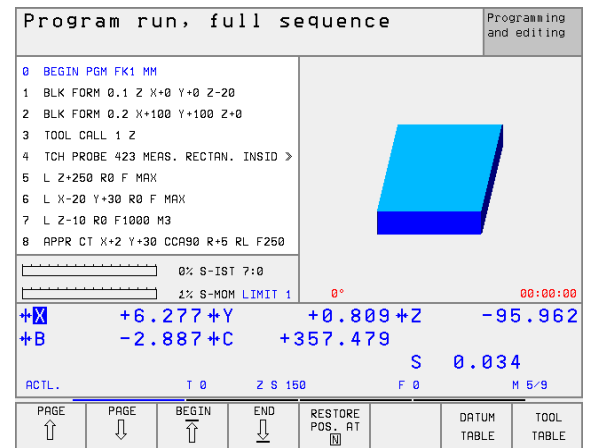 Program run, full sequence
Programming
and editing
0 BEGIN PGM FK1 MM
1 BLK FORM 0.1 Z X+0 Y+0 Z-20
2 BLK FORM 0.2 X+100 Y+100 Z+0
3 TOOL CALL 1 Z
4 TCH PROBE 423 MEAS. RECTAN. INSID »
5 L Z+250 R0 F MAX
6 L X-20 Y+30 R0 F MAX
7 L Z-10 R0 F1000 M3
8 APPR CT X+2 Y+30 CCA90 R+5 RL F250
0% S-IST 7:0
1% S-MOM LIMIT 1
0° 00:00:00
X +6.277 Y +0.809 Z -95.962
B -2.887 C +357.479
S 0.034
ACTL. T 0 Z S 150 F 0 M 5/9
PAGE
PAGE
BEGIN
END
RESTORE
POS. AT
N
DATUM
TABLE
TOOL
TABLE